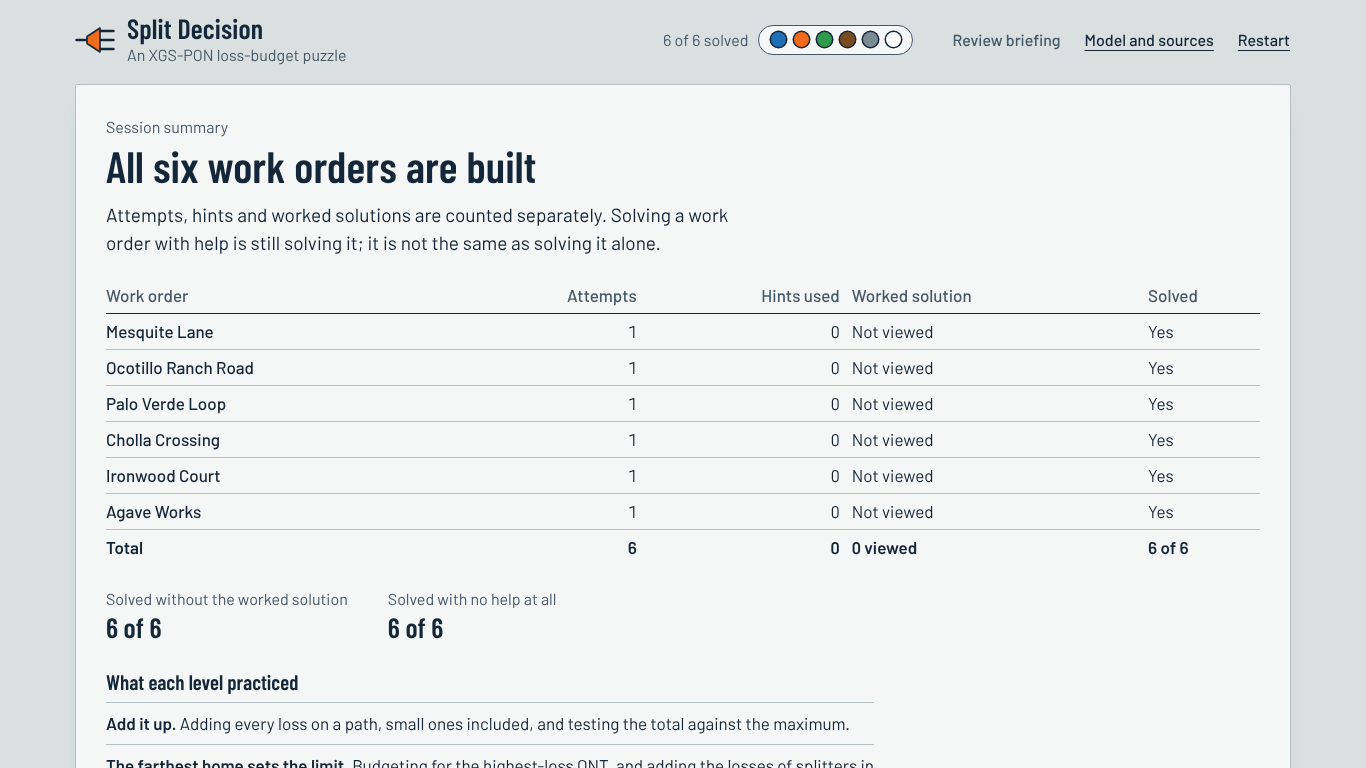 Split Decision
An XGS-PON loss-budget puzzle
6 of 6 solved
Review briefing
Model and sources
Restart
Session summary
All six work orders are built
Attempts, hints and worked solutions are counted separately. Solving a work
order with help is still solving it; it is not the same as solving it alone.
Work order Attempts Hints used Worked solution Solved
Mesquite Lane 1 0 Not viewed Yes
Ocotillo Ranch Road 1 0 Not viewed Yes
Palo Verde Loop 1 0 Not viewed Yes
Cholla Crossing 1 0 Not viewed Yes
Ironwood Court 1 0 Not viewed Yes
Agave Works 1 0 Not viewed Yes
Total 6 0 0 viewed 6 of 6
Solved without the worked solution
6 of 6
Solved with no help at all
6 of 6
What each level practiced
Add it up. Adding every loss on a path, small ones included, and testing the total against the maximum.
The farthest home sets the limit. Budgeting for the highest-loss ONT, and adding the losses of splitters in